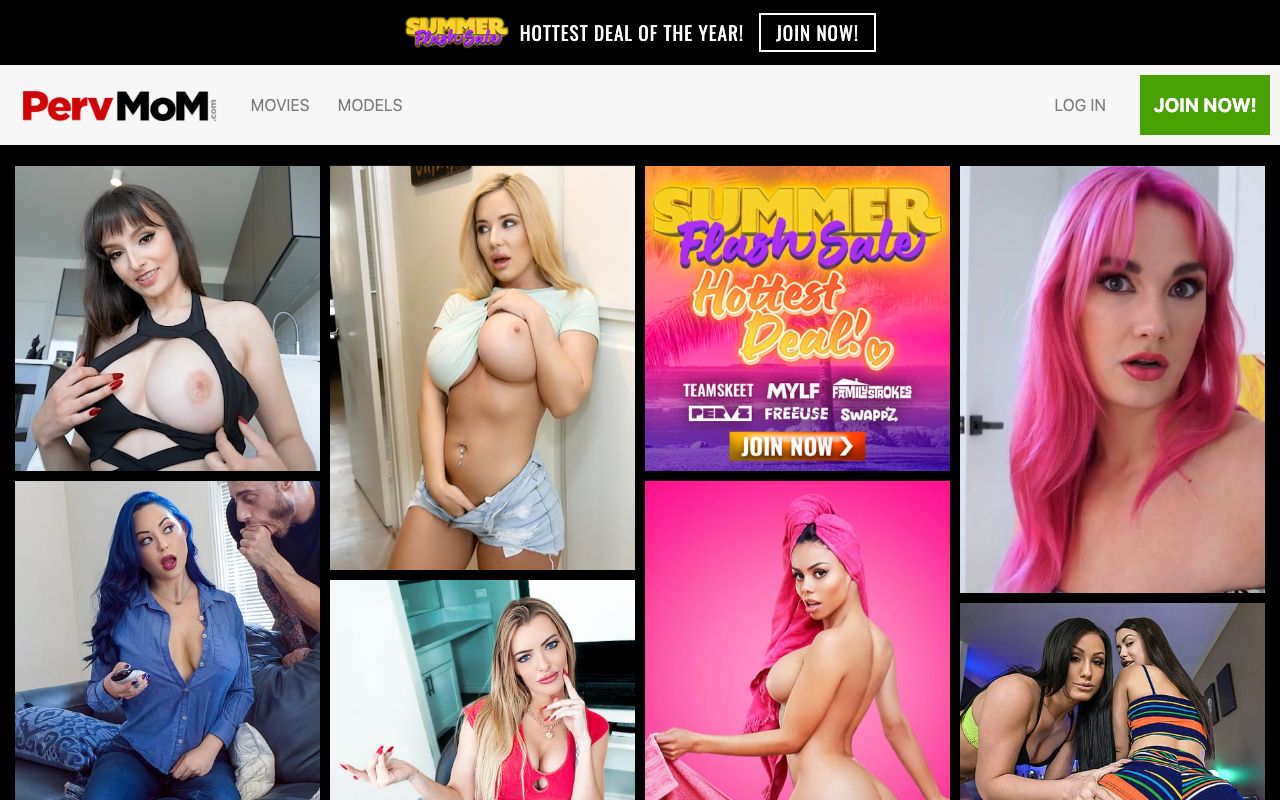 SUMMER
Flash Sale
HOTTEST DEAL OF THE YEAR!
JOIN NOW!
PervMoM.com
MOVIES
MODELS
LOG IN
JOIN NOW!
SUMMER
Flash Sale
Hottest
Deal!
TEAMSKEET MYLF FAMILYSTROKES
PERVZ FREEUSE SWAPPZ
JOIN NOW